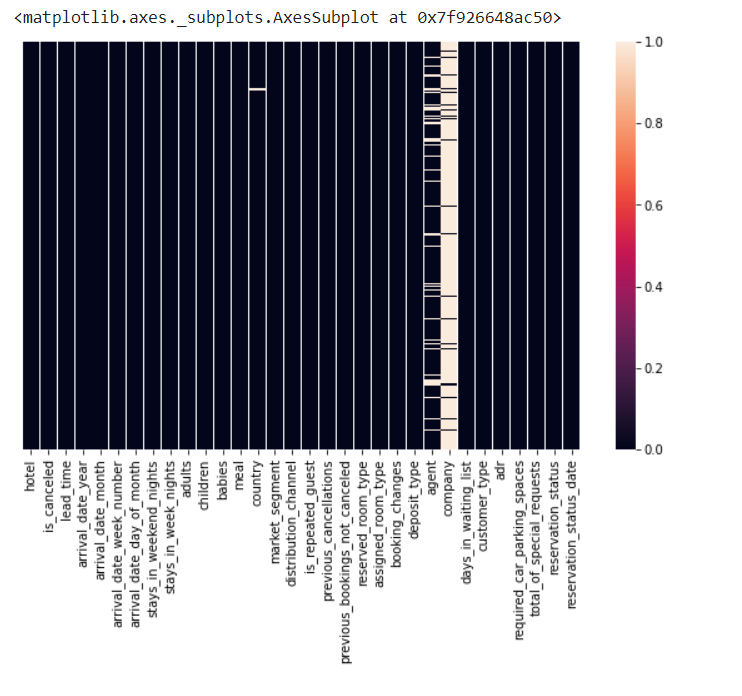 <matplotlib.axes._subplots.AxesSubplot at 0x7f926648ac50>
1.0
0.8
0.6
0.4
0.2
0.0
hotel
is_canceled
lead_time
arrival_date_year
arrival_date_month
arrival_date_week_number
arrival_date_day_of_month
stays_in_weekend_nights
stays_in_week_nights
adults
children
babies
meal
country
market_segment
distribution_channel
is_repeated_guest
previous_cancellations
previous_bookings_not_canceled
reserved_room_type
assigned_room_type
booking_changes
deposit_type
agent
company
days_in_waiting_list
customer_type
adr
required_car_parking_spaces
total_of_special_requests
reservation_status
reservation_status_date